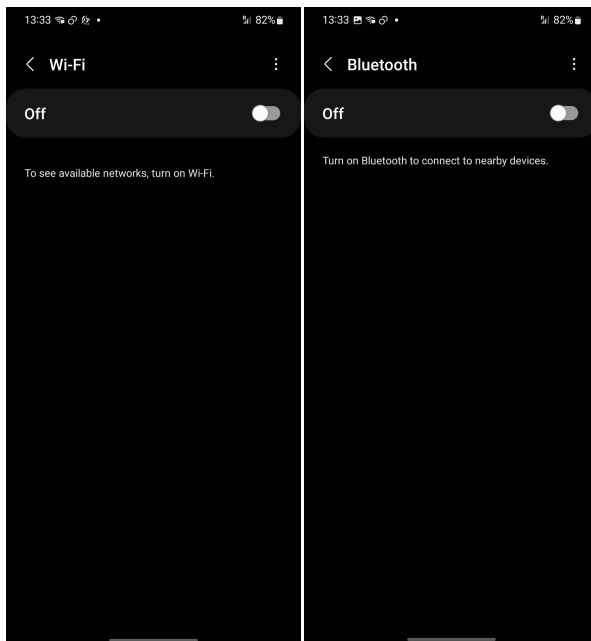 13:33
82%
Wi-Fi
Off
To see available networks, turn on Wi-Fi.
13:33
82%
Bluetooth
Off
Turn on Bluetooth to connect to nearby devices.